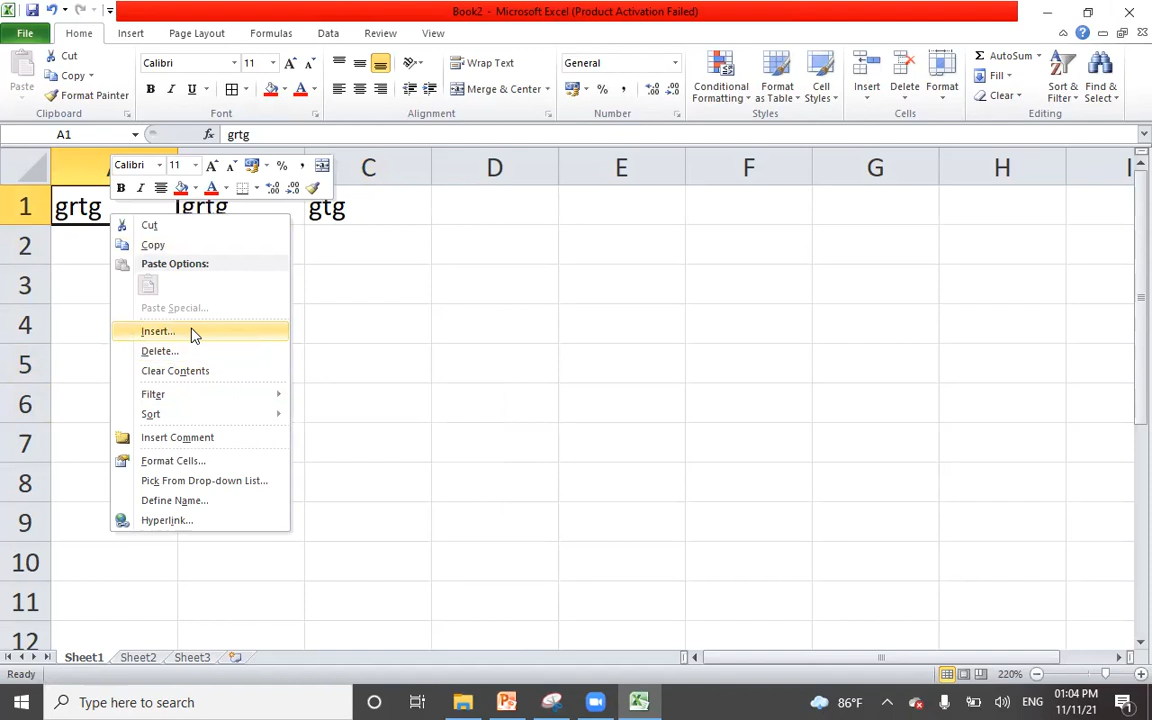 Book2 - Microsoft Excel (Product Activation Failed)
File Home Insert Page Layout Formulas Data Review View
Cut
Copy
Format Painter
Paste
Clipboard
Calibri 11
B I U
Font
Wrap Text
Merge & Center
Alignment
General
Number
Conditional Formatting
Format as Table
Cell Styles
Styles
Insert Delete Format
Cells
AutoSum
Fill
Clear
Sort & Filter
Find & Select
Editing
A1 fx grtg
C D E F G H I
Calibri 11
B I
1 grtg grtg gtg
2
3
4
5
6
7
8
9
10
11
12
Cut
Copy
Paste Options:
Paste Special...
Insert...
Delete...
Clear Contents
Filter
Sort
Insert Comment
Format Cells...
Pick From Drop-down List...
Define Name...
Hyperlink...
Sheet1 Sheet2 Sheet3
Ready 220%
Type here to search
86°F ENG 01:04 PM
11/11/21 1